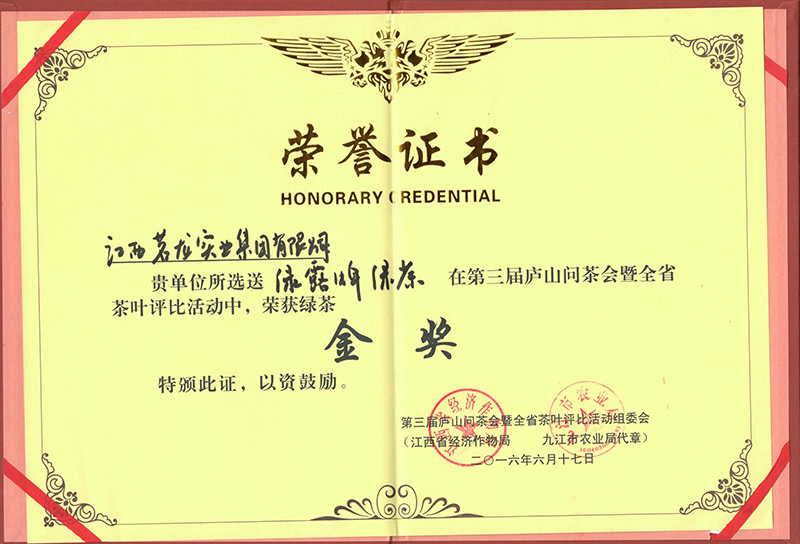 荣誉证书
HONORARY CREDENTIAL
江西茗龙实业集团有限公司
贵单位所选送 绿露峰绿茶 在第三届庐山问茶会暨全省
茶叶评比活动中，荣获绿茶
金 奖
特颁此证，以资鼓励。
第三届庐山问茶会暨全省茶叶评比活动组委会
（江西省经济作物局 九江市农业局代章）
二〇一六年六月十七日